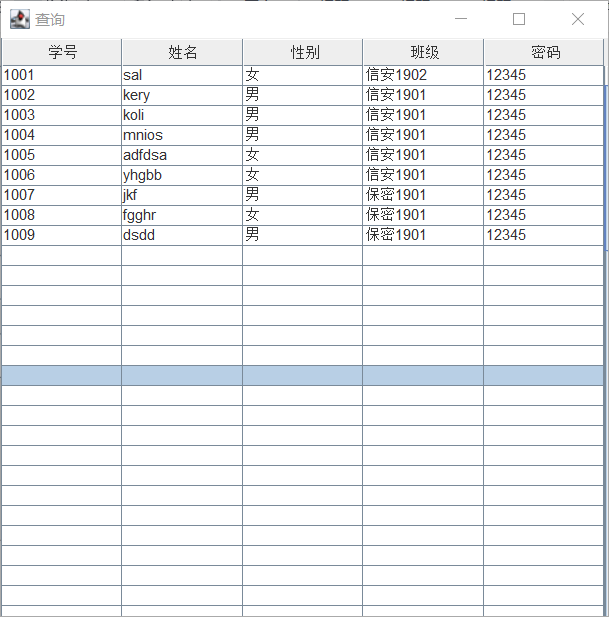 查询
学号 姓名 性别 班级 密码
1001 sal 女 信安1902 12345
1002 kery 男 信安1901 12345
1003 koli 男 信安1901 12345
1004 mnios 男 信安1901 12345
1005 adfdsa 女 信安1901 12345
1006 yhgbb 女 信安1901 12345
1007 jkf 男 保密1901 12345
1008 fgghr 女 保密1901 12345
1009 dsdd 男 保密1901 12345